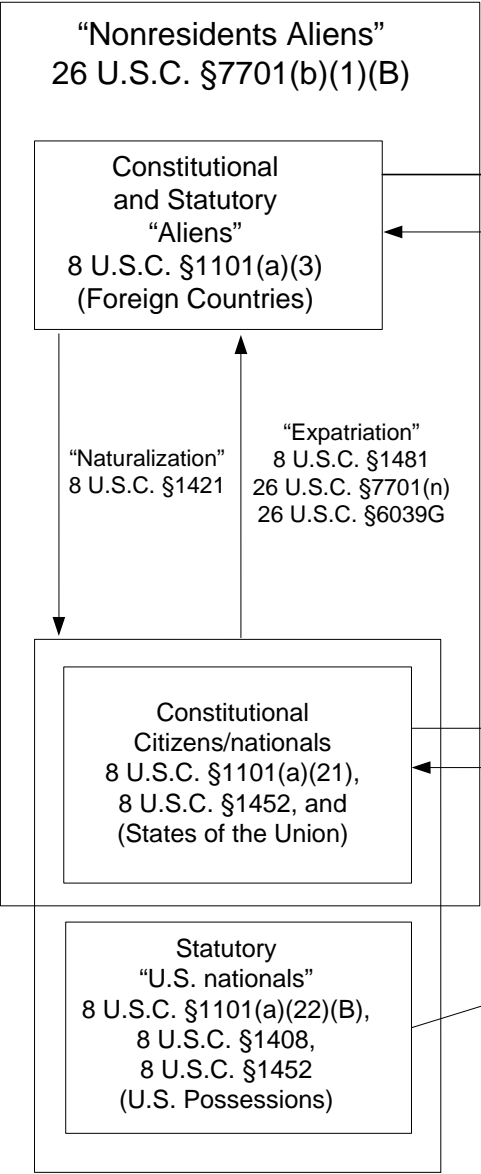 “Nonresidents Aliens”
26 U.S.C. §7701(b)(1)(B)
Constitutional
and Statutory
“Aliens”
8 U.S.C. §1101(a)(3)
(Foreign Countries)
“Naturalization”
8 U.S.C. §1421
“Expatriation”
8 U.S.C. §1481
26 U.S.C. §7701(n)
26 U.S.C. §6039G
Constitutional
Citizens/nationals
8 U.S.C. §1101(a)(21),
8 U.S.C. §1452, and
(States of the Union)
Statutory
“U.S. nationals”
8 U.S.C. §1101(a)(22)(B),
8 U.S.C. §1408,
8 U.S.C. §1452
(U.S. Possessions)